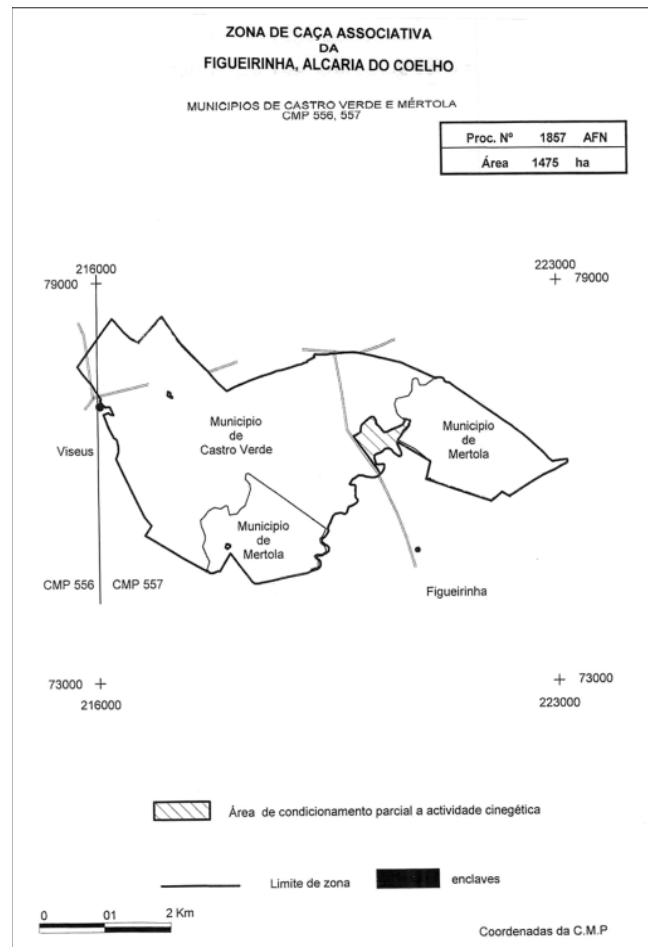 ZONA DE CAÇA ASSOCIATIVA
DA
FIGUEIRINHA, ALCARIA DO COELHO
MUNICIPIOS DE CASTRO VERDE E MÉRTOLA
CMP 556, 557
Proc. Nº 1857 AFN
Área 1475 ha
216000
79000
223000
79000
Municipio
de
Castro Verde
Municipio
de
Mertola
Viseus
Municipio
de
Mertola
CMP 556
CMP 557
Figueirinha
73000
216000
73000
223000
Área de condicionamento parcial a actividade cinegética
Limite de zona
enclaves
0 01 2 Km
Coordenadas da C.M.P